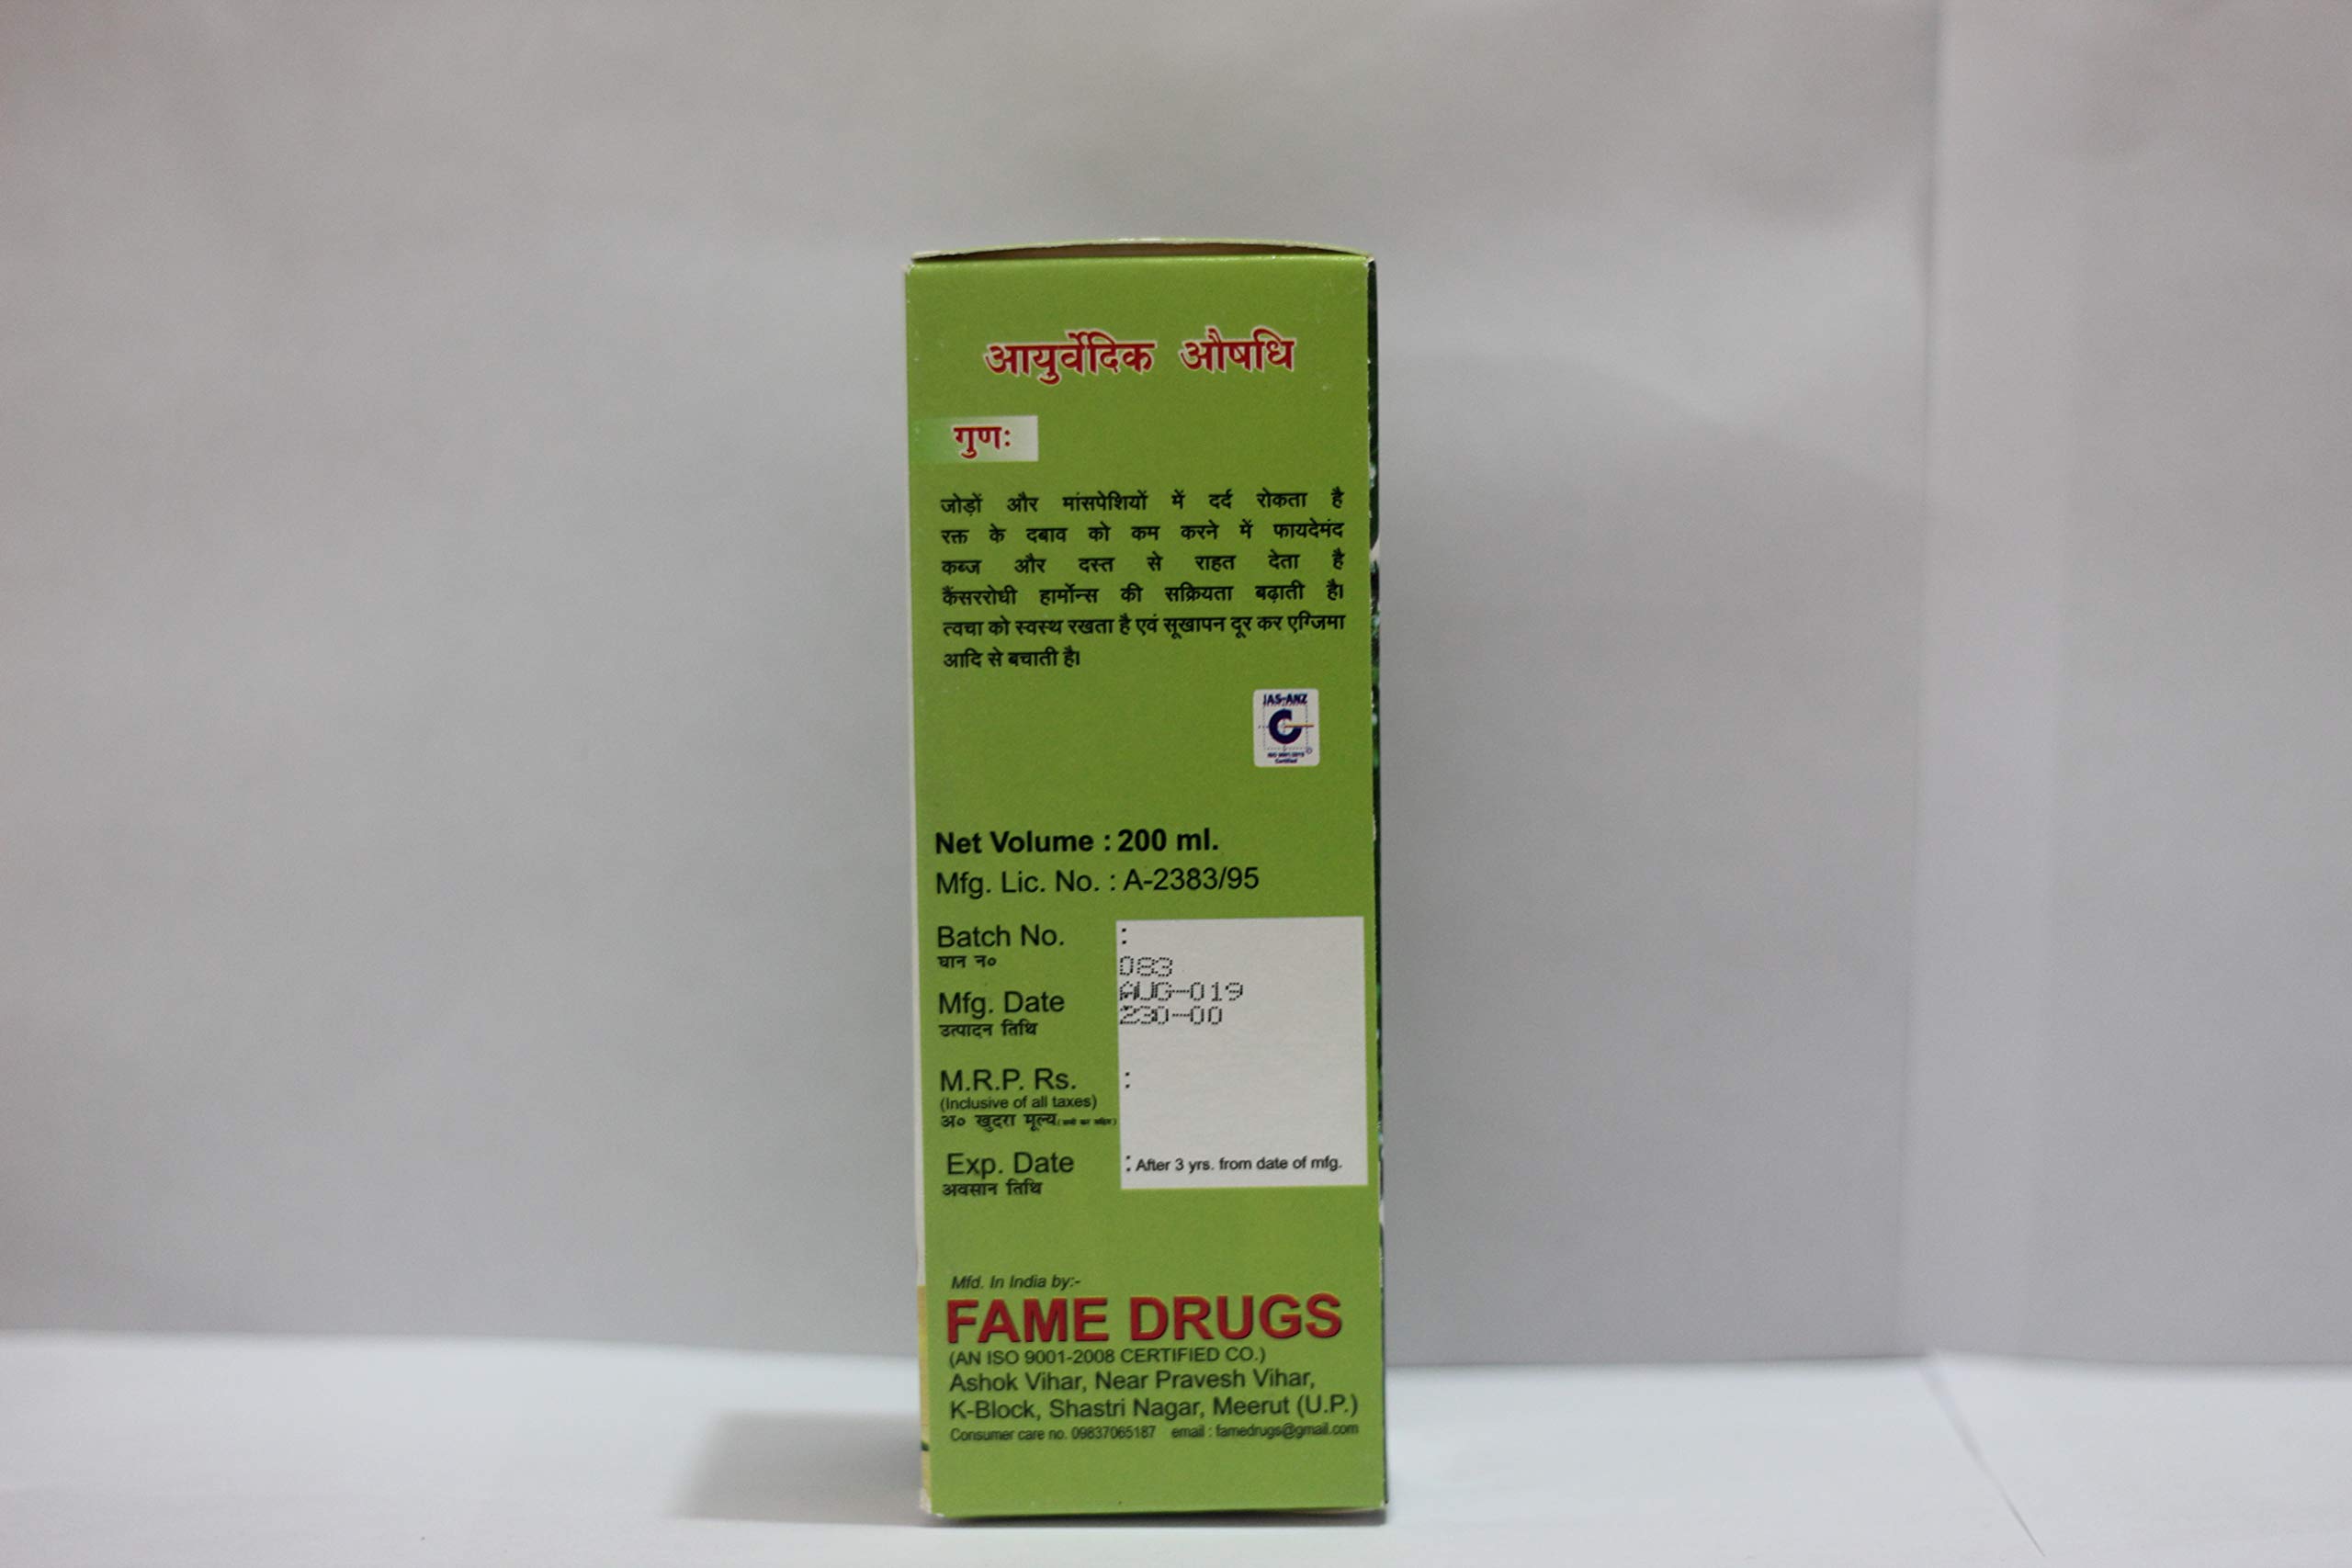 आयुर्वेदिक औषधि
गुणः
जोड़ों और मांसपेशियों में दर्द रोकता है
रक्त के दबाव को कम करने में फायदेमंद
कब्ज और दस्त से राहत देता है
कैंसररोधी हार्मोन्स की सक्रियता बढ़ाती है।
त्वचा को स्वस्थ रखता है एवं सूखापन दूर कर एग्जिमा
आदि से बचाती है।
JAS-ANZ
Certified
Net Volume : 200 ml.
Mfg. Lic. No. : A-2383/95
Batch No. :
घान न०
083
Mfg. Date AUG-019
उत्पादन तिथि 230-00
M.R.P. Rs. :
(Inclusive of all taxes)
अ० खुदरा मूल्य
Exp. Date : After 3 yrs. from date of mfg.
अवसान तिथि
Mfd. In India by:-
FAME DRUGS
(AN ISO 9001-2008 CERTIFIED CO.)
Ashok Vihar, Near Pravesh Vihar,
K-Block, Shastri Nagar, Meerut (U.P.)
Consumer care no. 09837065187 email : famedrugs@gmail.com